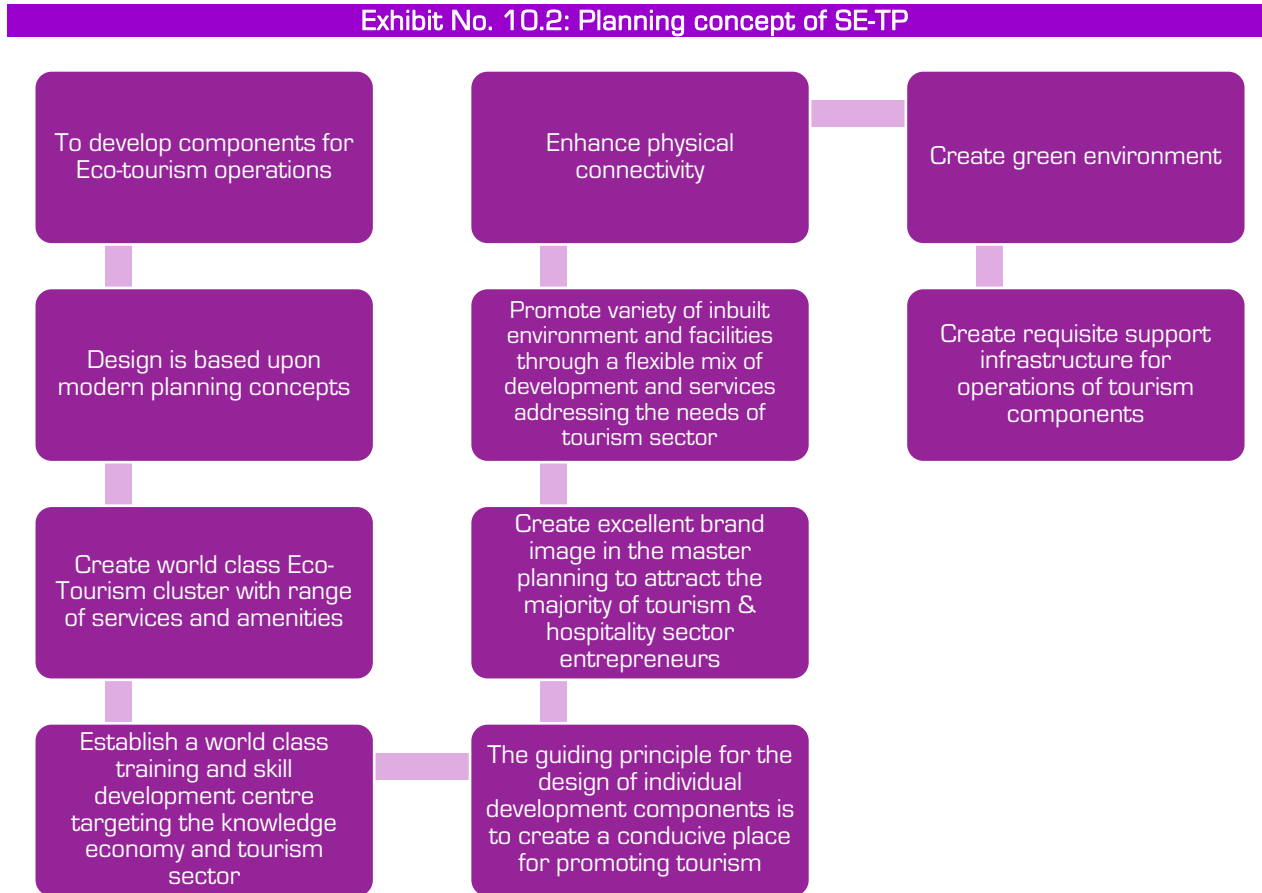 Exhibit No. 10.2: Planning concept of SE-TP
To develop components for
Eco-tourism operations
Design is based upon
modern planning concepts
Create world class Eco-
Tourism cluster with range
of services and amenities
Establish a world class
training and skill
development centre
targeting the knowledge
economy and tourism
sector
The guiding principle for the
design of individual
development components is
to create a conducive place
for promoting tourism
Create excellent brand
image in the master
planning to attract the
majority of tourism &
hospitality sector
entrepreneurs
Promote variety of inbuilt
environment and facilities
through a flexible mix of
development and services
addressing the needs of
tourism sector
Enhance physical
connectivity
Create green environment
Create requisite support
infrastructure for
operations of tourism
components